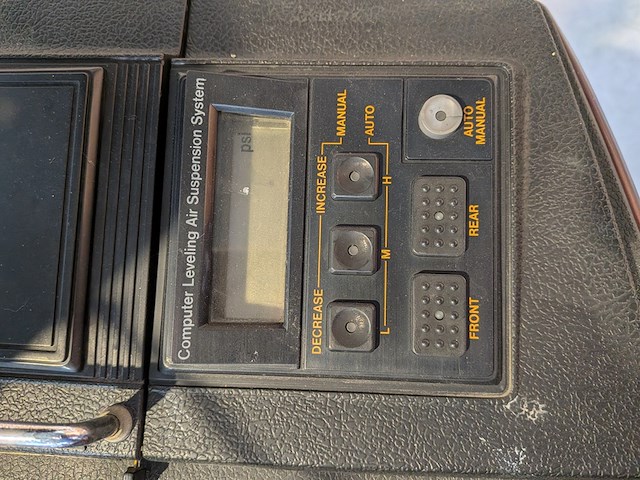 Computer Leveling Air Suspension System
psi
DECREASE INCREASE
MANUAL
AUTO
L M H
FRONT REAR AUTO
MANUAL